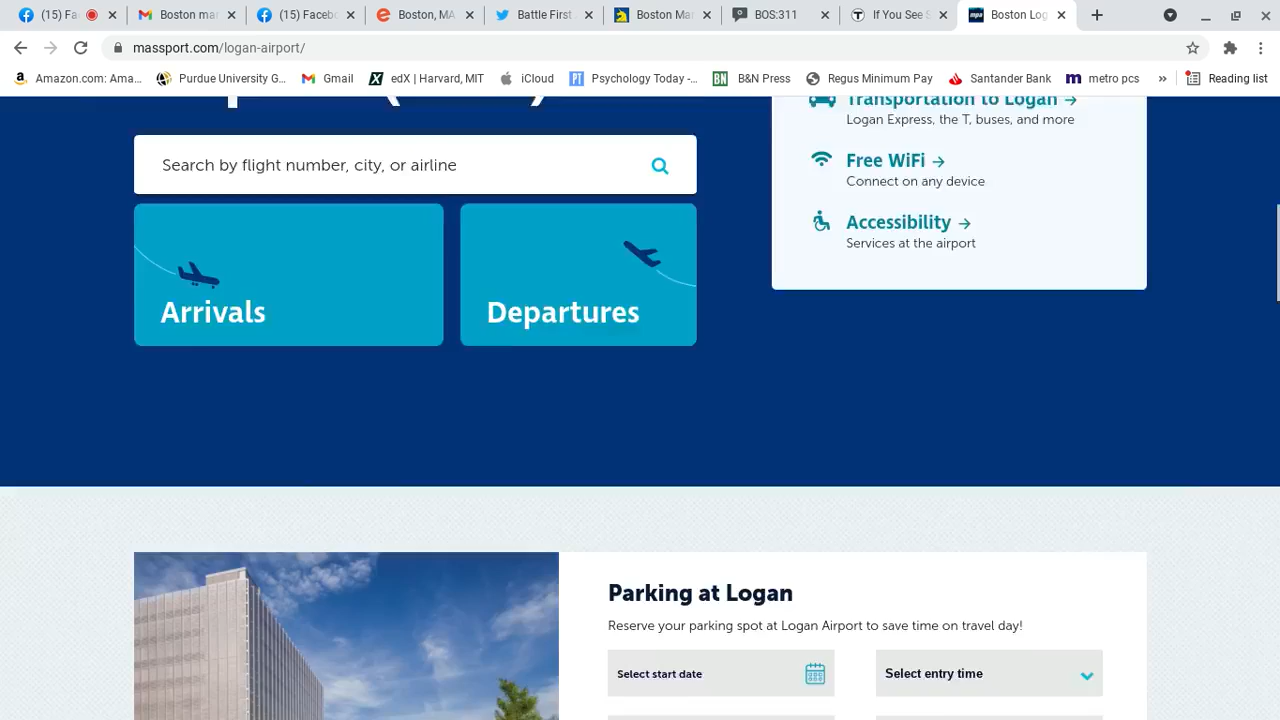 (15) Faceb
Boston mar
(15) Facebo
Boston, MA
Battle First
Boston Mar
BOS:311
If You See S
Boston Log
massport.com/logan-airport/
Amazon.com: Ama...
Purdue University G...
Gmail
edX | Harvard, MIT
iCloud
Psychology Today -...
B&N Press
Regus Minimum Pay
Santander Bank
metro pcs
»
Reading list
Transportation to Logan →
Logan Express, the T, buses, and more
Search by flight number, city, or airline
Free WiFi →
Connect on any device
Accessibility →
Services at the airport
Arrivals
Departures
Parking at Logan
Reserve your parking spot at Logan Airport to save time on travel day!
Select start date
Select entry time